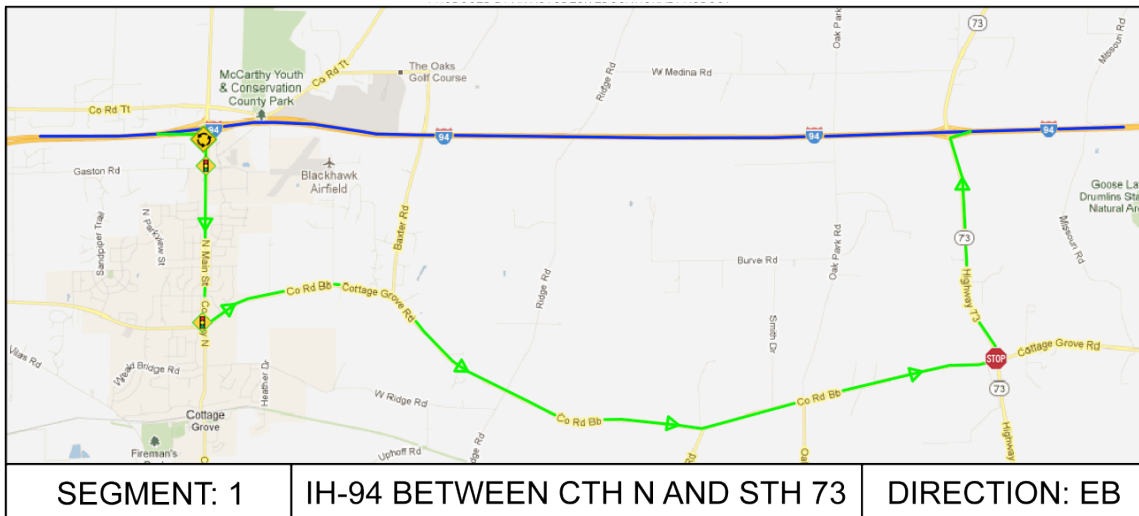 73
Oak Park
Missouri Rd
McCarthy Youth
& Conservation
County Park
Co Rd Tt
The Oaks
Golf Course
W Medina Rd
Ridge Rd
Co Rd Tt
94
94
94
94
Gaston Rd
Blackhawk
Airfield
Sandpiper Trail
N Parkview St
N Main St
Baxter Rd
Oak Park Rd
Goose La
Drumlins Sta
Natural Ar
Missouri Rd
73
Highway 73
Burve Rd
Ridge Rd
Smith Dr
Co Rd Bb
Cottage Grove Rd
N
STOP
Cottage Grove Rd
73
Vilas Rd
Weald Bridge Rd
Heather Dr
W Ridge Rd
Co Rd Bb
Co Rd Bb
Cottage
Grove
Fireman's
Uphoff Rd
dge Rd
Rd
Oa
Highway
SEGMENT: 1
IH-94 BETWEEN CTH N AND STH 73
DIRECTION: EB